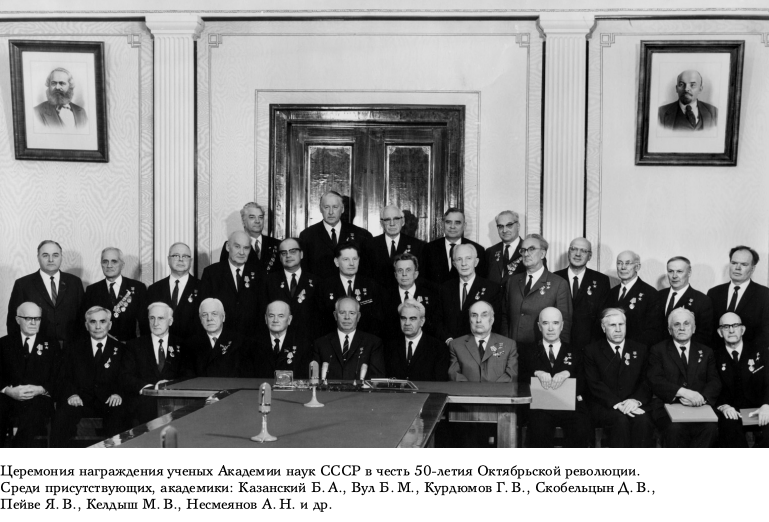 Церемония награждения ученых Академии наук СССР в честь 50-летия Октябрьской революции.
Среди присутствующих, академики: Казанский Б. А., Вул Б. М., Курдюмов Г. В., Скобельцын Д. В.,
Пейве Я. В., Келдыш М. В., Несмеянов А. Н. и др.